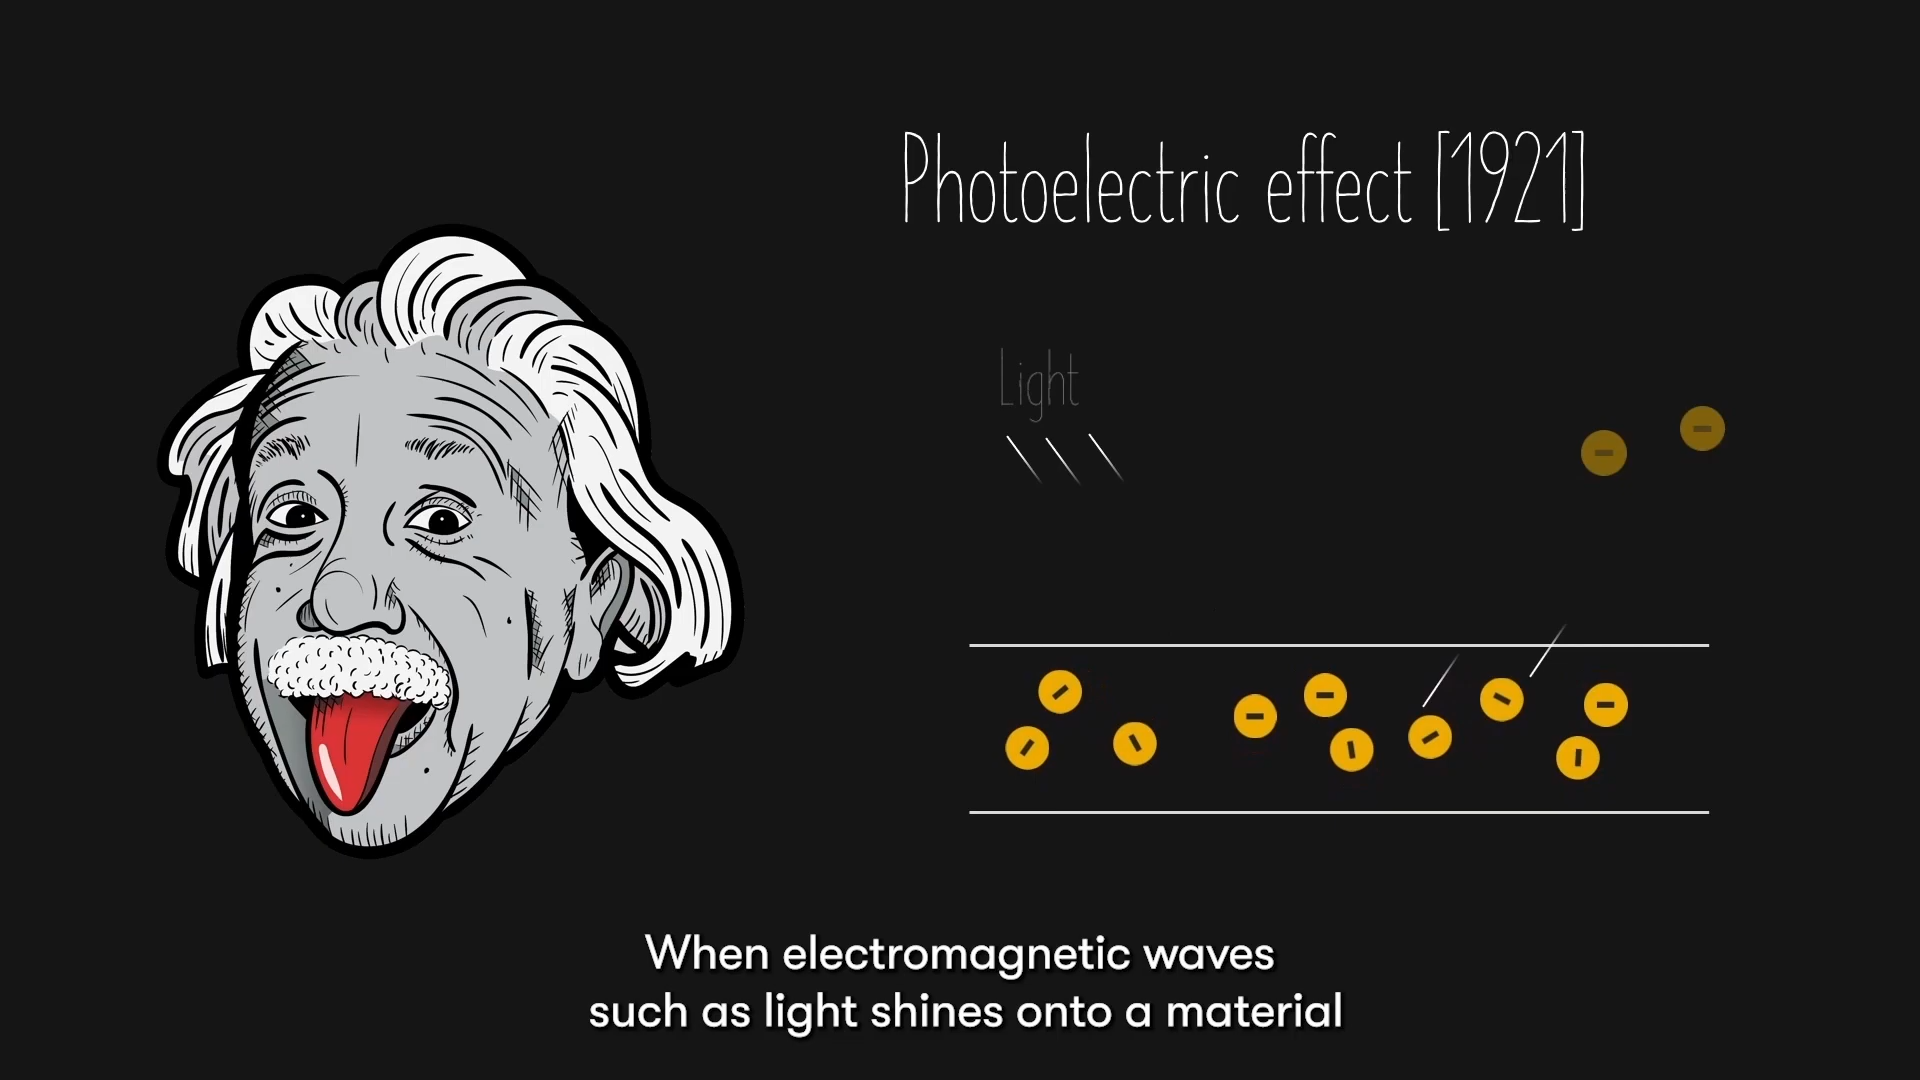 Photoelectric effect [1921]
Light
When electromagnetic waves
such as light shines onto a material